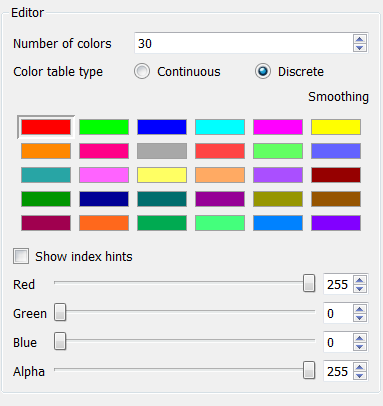 Editor
Number of colors 30
Color table type Continuous Discrete
Smoothing
Show index hints
Red 255
Green 0
Blue 0
Alpha 255